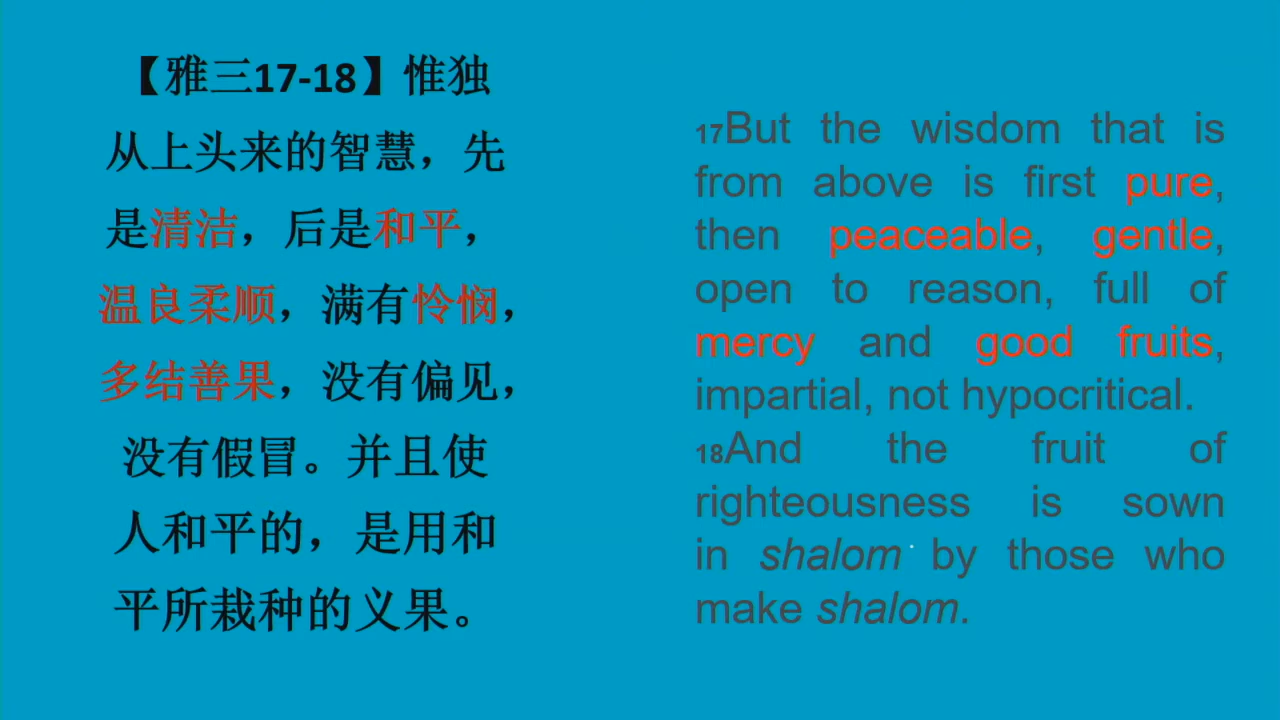 【雅三17-18】惟独
从上头来的智慧，先
是清洁，后是和平，
温良柔顺，满有怜悯，
多结善果，没有偏见，
没有假冒。并且使
人和平的，是用和
平所栽种的义果。
17But the wisdom that is
from above is first pure,
then peaceable, gentle,
open to reason, full of
mercy and good fruits,
impartial, not hypocritical.
18And the fruit of
righteousness is sown
in shalom by those who
make shalom.